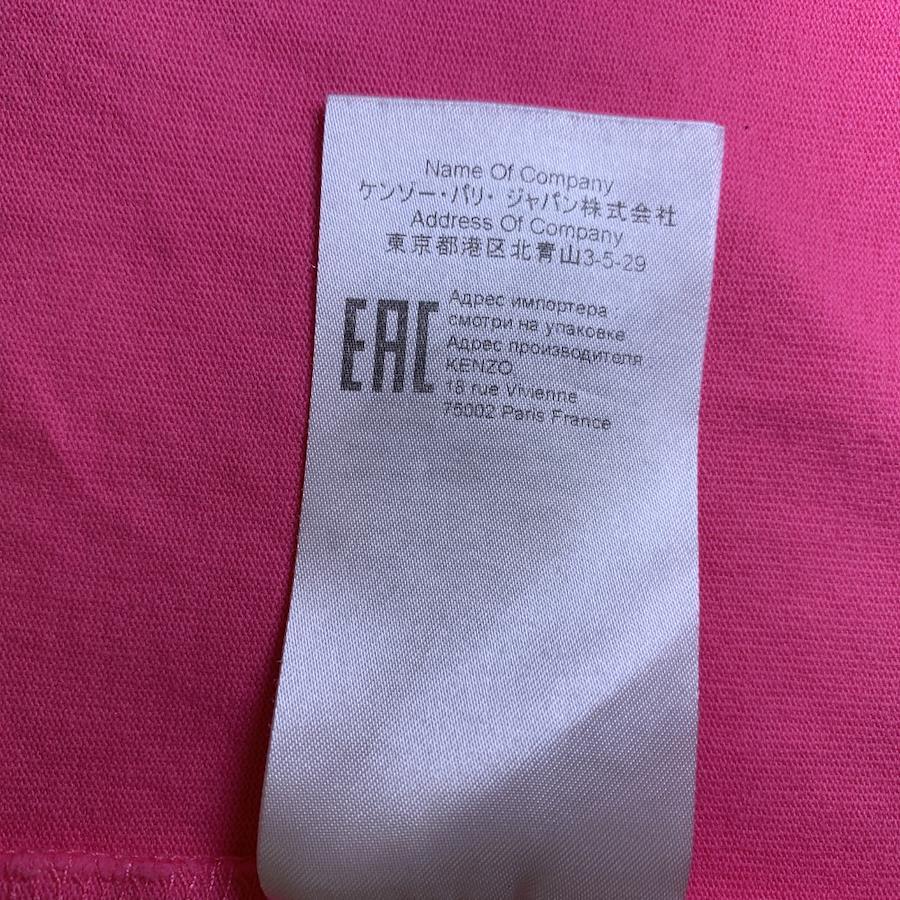 Name Of Company
ケンゾー・パリ・ ジャパン株式会社
Address Of Company
東京都港区北青山3-5-29
EAC
Адрес импортера :
смотри на упаковке
Адрес производителя :
KENZO
18 rue Vivienne
75002 Paris France